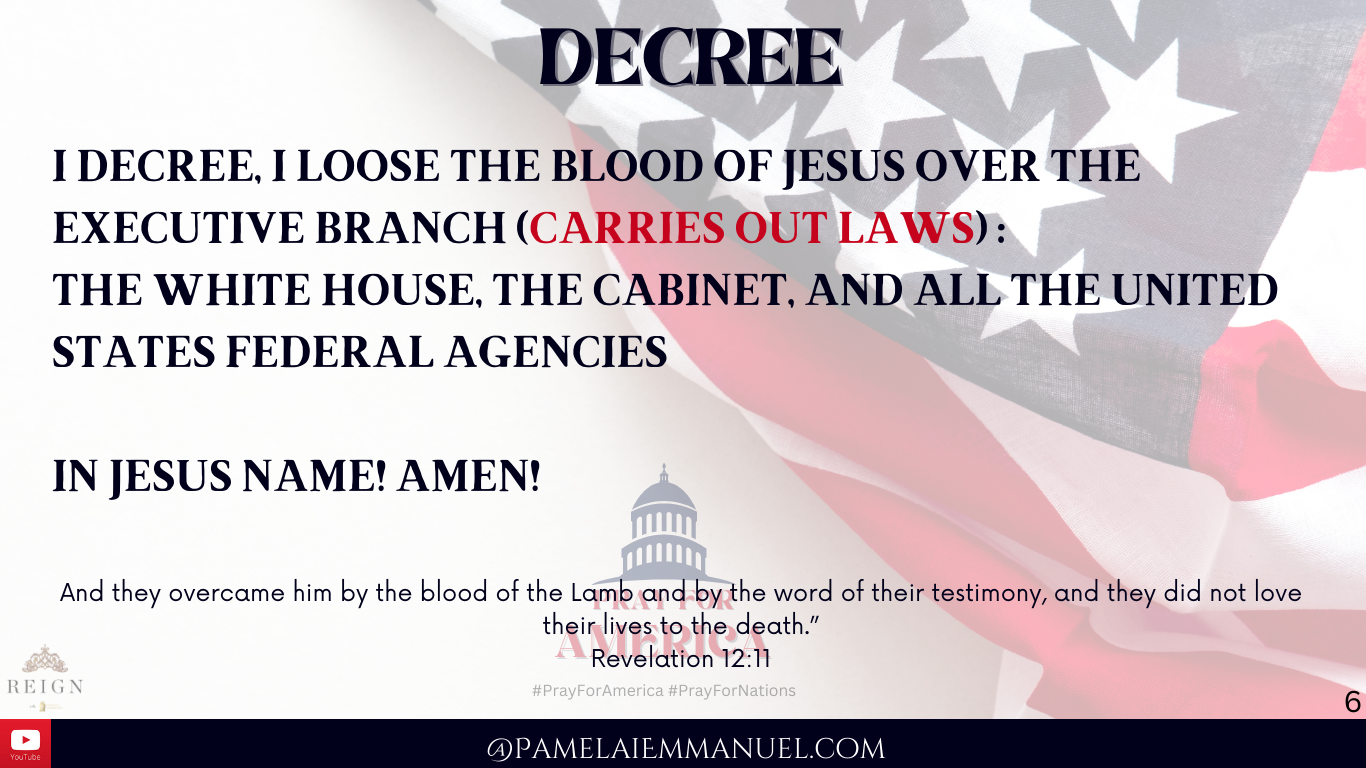 DECREE
I DECREE, I LOOSE THE BLOOD OF JESUS OVER THE
EXECUTIVE BRANCH (CARRIES OUT LAWS) :
THE WHITE HOUSE, THE CABINET, AND ALL THE UNITED
STATES FEDERAL AGENCIES
IN JESUS NAME! AMEN!
And they overcame him by the blood of the Lamb and by the word of their testimony, and they did not love
their lives to the death.”
Revelation 12:11
PRAY FOR
AMERICA
#PrayForAmerica #PrayForNations
REIGN
6
YouTube
@PAMELAIEMMANUEL.COM